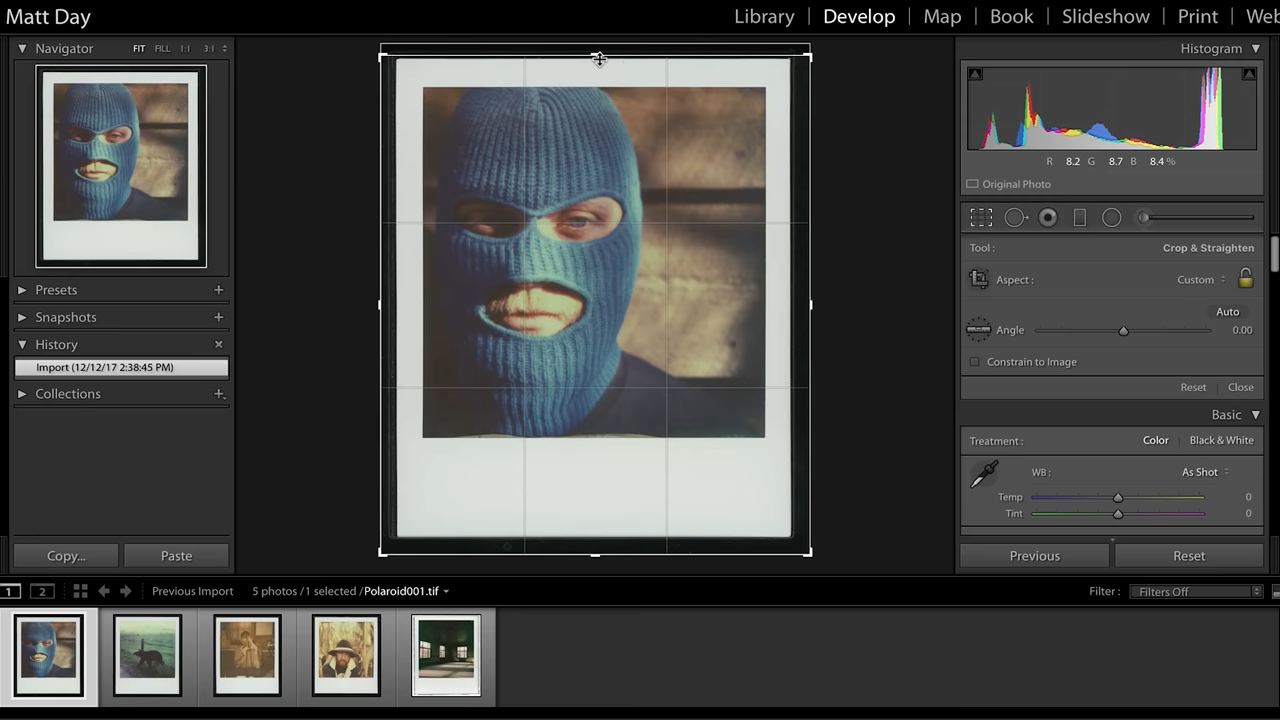 Matt Day
Library | Develop | Map | Book | Slideshow | Print | Web
Navigator FIT FILL 1:1 3:1
Presets
Snapshots
History
Import (12/12/17 2:38:45 PM)
Collections
Copy... Paste
Histogram
R 8.2 G 8.7 B 8.4 %
Original Photo
Tool : Crop & Straighten
Aspect : Custom
Auto
Angle 0.00
Constrain to Image
Reset | Close
Basic
Treatment : Color | Black & White
WB : As Shot
Temp 0
Tint 0
Previous Reset
1 2 Previous Import 5 photos /1 selected /Polaroid001.tif Filter : Filters Off